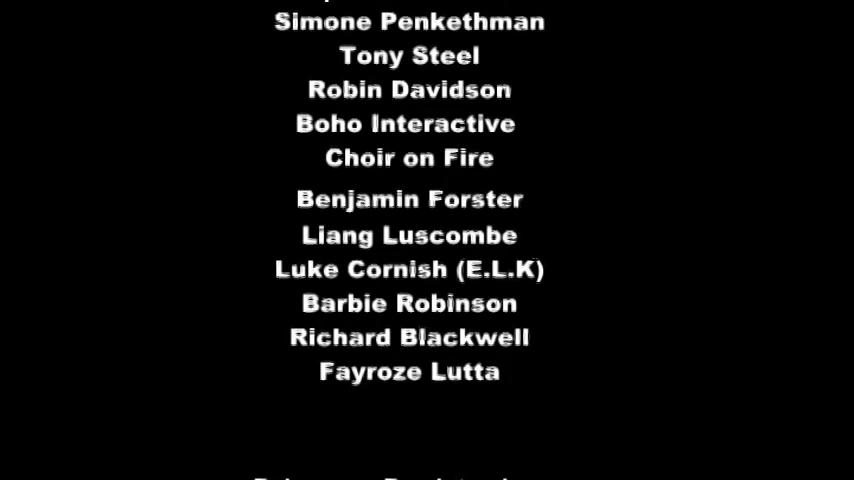 Simone Penkethman
Tony Steel
Robin Davidson
Boho Interactive
Choir on Fire
Benjamin Forster
Liang Luscombe
Luke Cornish (E.L.K)
Barbie Robinson
Richard Blackwell
Fayroze Lutta